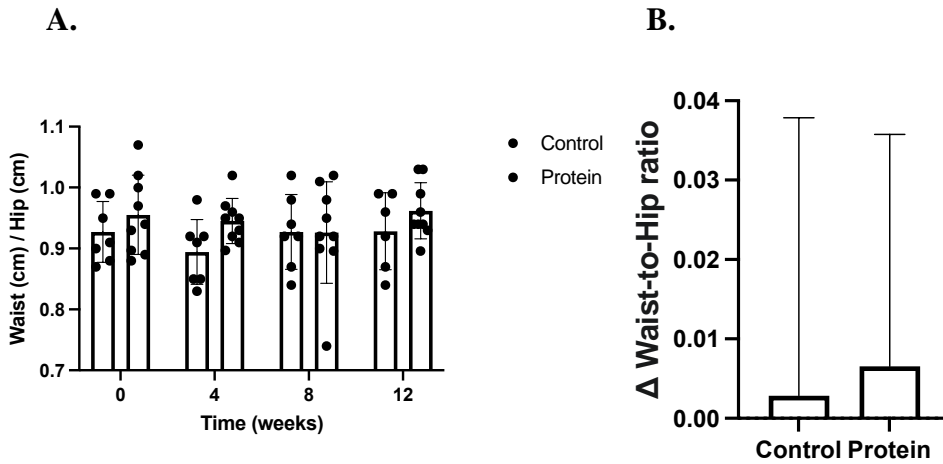 A.
B.
Waist (cm) / Hip (cm)
1.1
1.0
0.9
0.8
0.7
0
4
8
12
Time (weeks)
Control
Protein
Δ Waist-to-Hip ratio
0.04
0.03
0.02
0.01
0.00
Control Protein